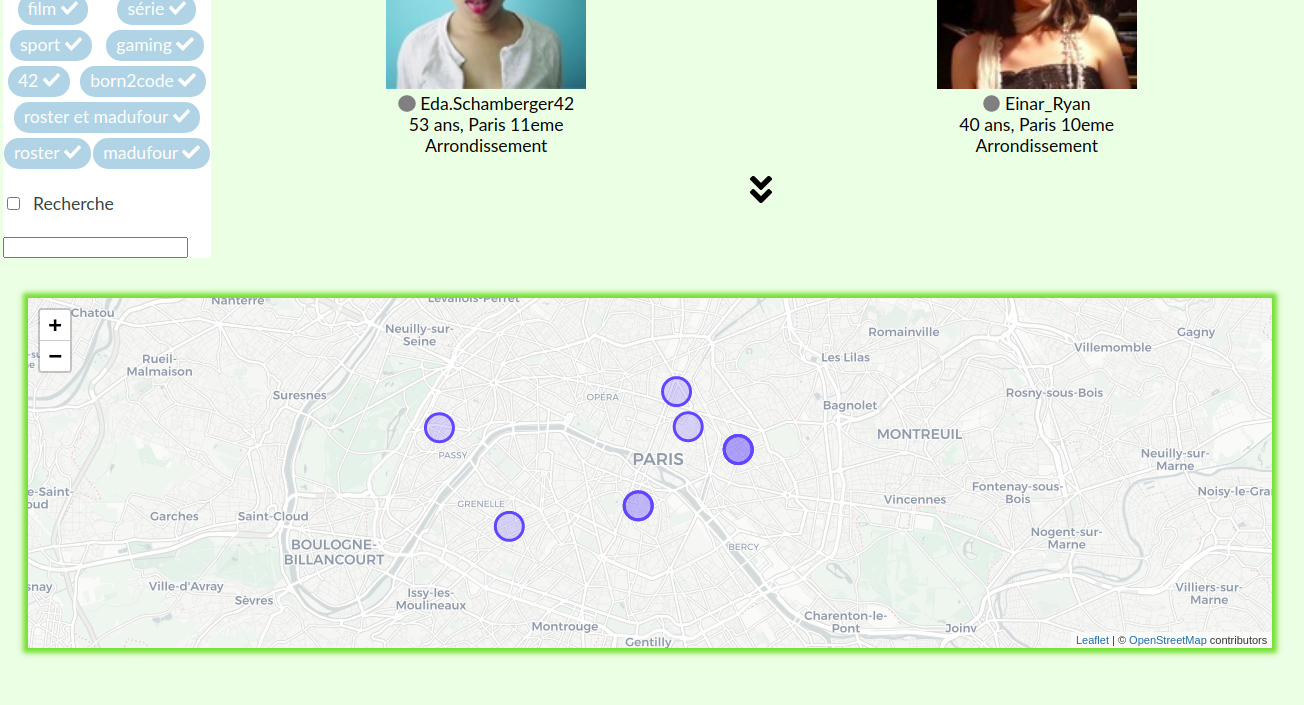 film
série
sport
gaming
42
born2code
roster et madufour
roster
madufour
Recherche
Eda.Schamberger42
53 ans, Paris 11eme
Arrondissement
Einar_Ryan
40 ans, Paris 10eme
Arrondissement
+
−
Nanterre
Levallois-Perret
Chatou
Neuilly-sur-
Seine
Romainville
Gagny
Villemomble
Les Lilas
Rueil-
Malmaison
Suresnes
OPÉRA
Bagnolet
Rosny-sous-Bois
MONTREUIL
PASSY
PARIS
Neuilly-sur-
Marne
e-Saint-
oud
GRENELLE
Vincennes
Fontenay-sous-
Bois
Noisy-le-Gra
Garches
Saint-Cloud
BOULOGNE-
BILLANCOURT
BERCY
Nogent-sur-
Marne
snay
Ville-d'Avray
Sèvres
Issy-les-
Moulineaux
Villiers-sur-
Marne
Montrouge
Gentilly
Charenton-le-
Pont
Joinv
Leaflet | © OpenStreetMap contributors